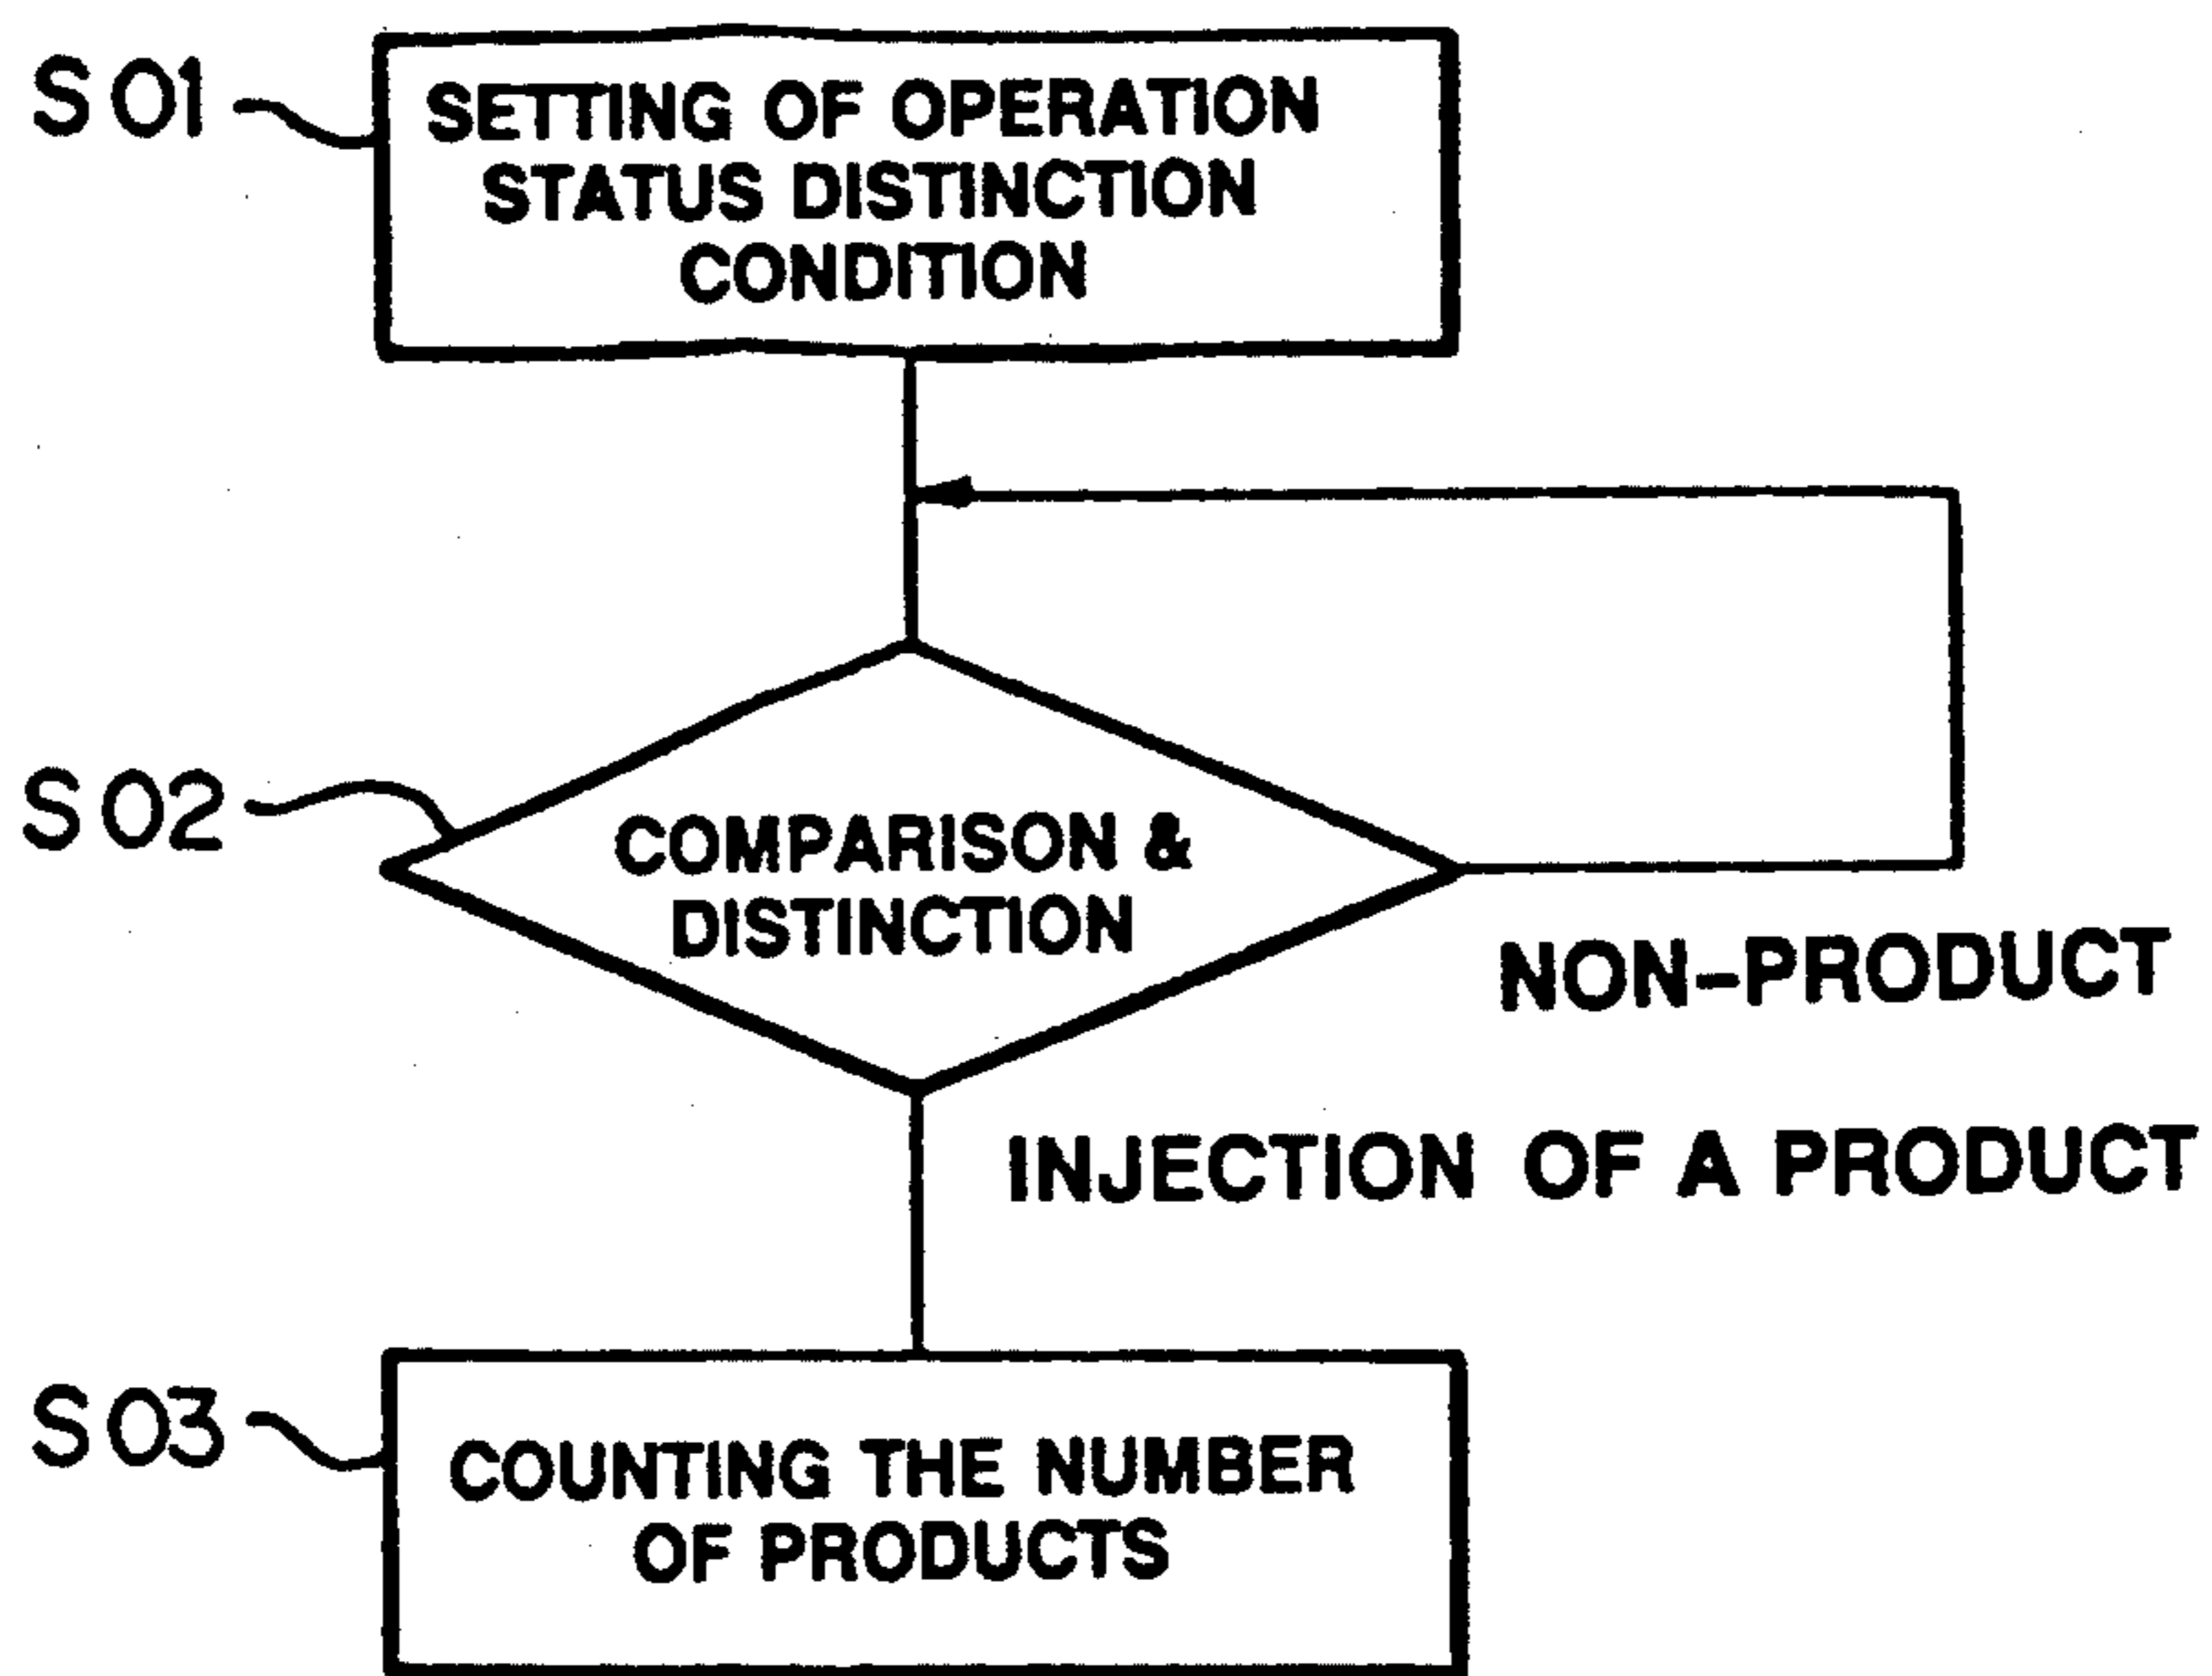 S01
SETTING OF OPERATION
STATUS DISTINCTION
CONDITION
S02
COMPARISON &
DISTINCTION
NON-PRODUCT
INJECTION OF A PRODUCT
S03
COUNTING THE NUMBER
OF PRODUCTS